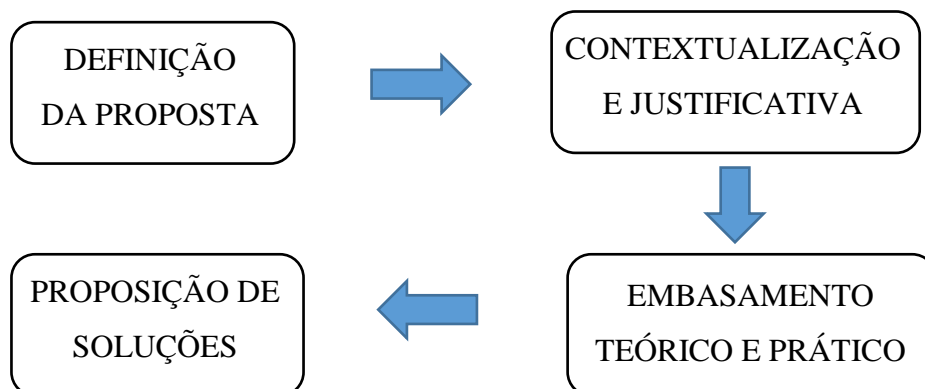 DEFINIÇÃO
DA PROPOSTA
CONTEXTUALIZAÇÃO
E JUSTIFICATIVA
EMBASAMENTO
TEÓRICO E PRÁTICO
PROPOSIÇÃO DE
SOLUÇÕES